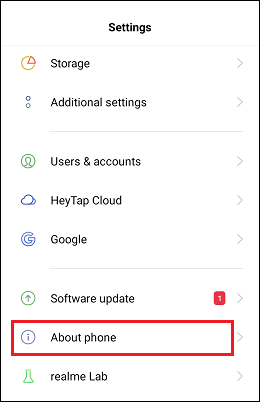 Settings
Storage
Additional settings
Users & accounts
HeyTap Cloud
Google
Software update 1
About phone
realme Lab